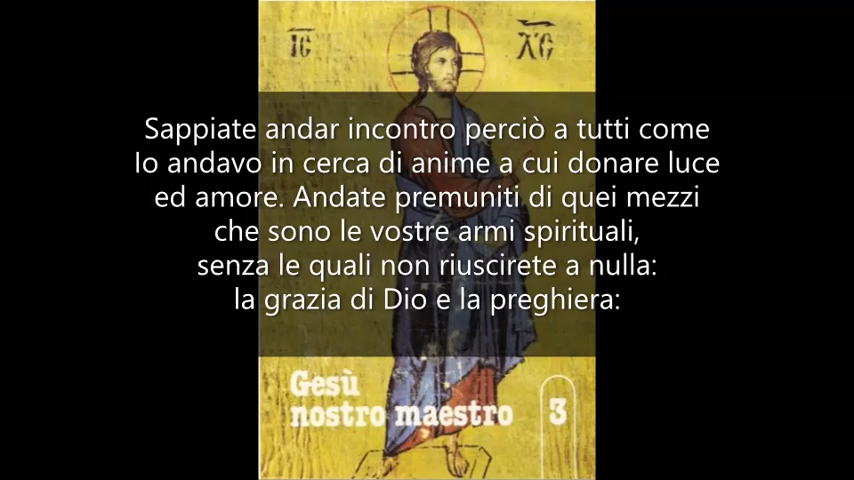 IC
XC
Sappiate andar incontro perciò a tutti come
Io andavo in cerca di anime a cui donare luce
ed amore. Andate premuniti di quei mezzi
che sono le vostre armi spirituali,
senza le quali non riuscirete a nulla:
la grazia di Dio e la preghiera:
Gesù
nostro maestro
3